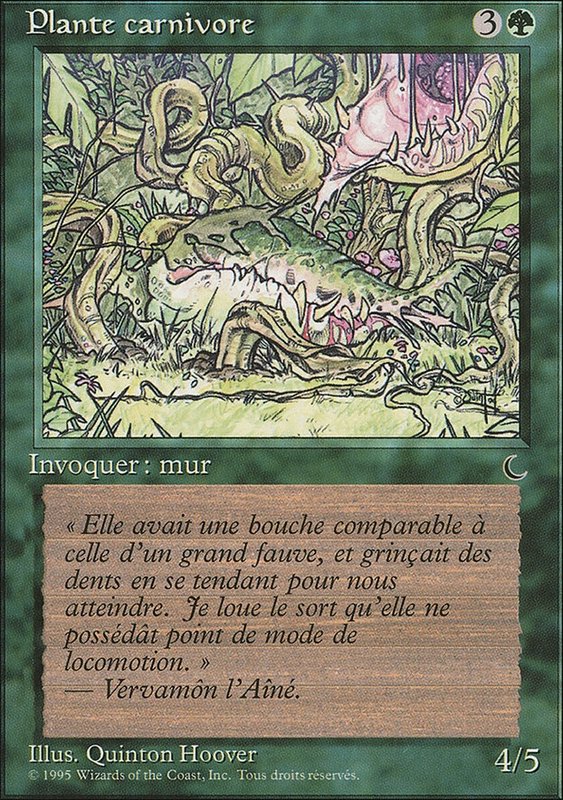 Plante carnivore 3
Invoquer : mur
« Elle avait une bouche comparable à
celle d'un grand fauve, et grinçait des
dents en se tendant pour nous
atteindre. Je loue le sort qu'elle ne
possédât point de mode de
locomotion. »
— Vervamôn l'Aîné.
Illus. Quinton Hoover
4/5
© 1995 Wizards of the Coast, Inc. Tous droits réservés.